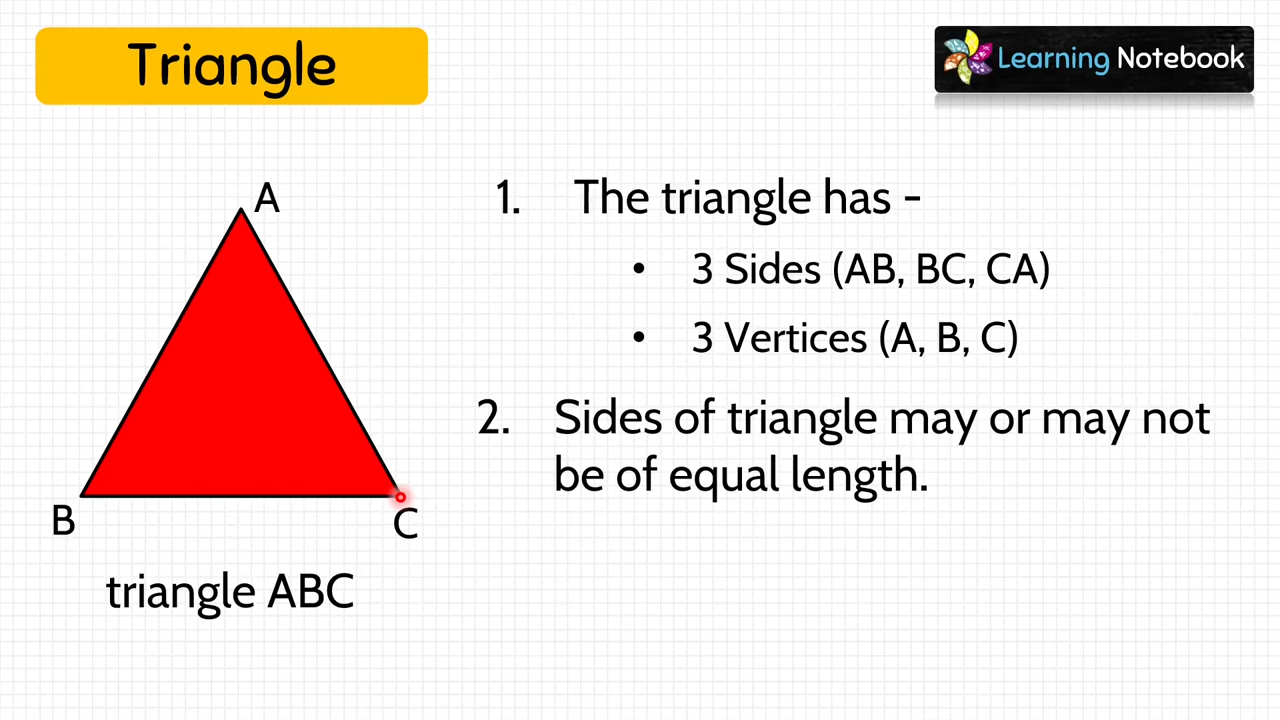 Triangle
Learning Notebook
A
B
C
triangle ABC
1. The triangle has -
• 3 Sides (AB, BC, CA)
• 3 Vertices (A, B, C)
2. Sides of triangle may or may not
be of equal length.